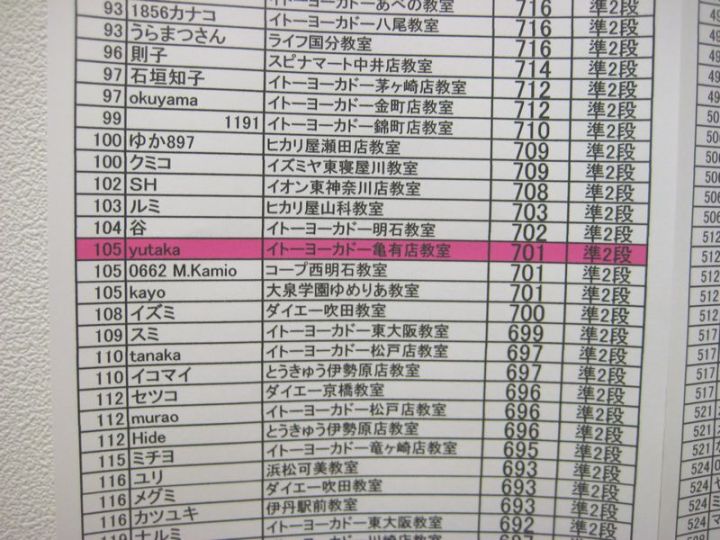 イトーヨーカドーあべの教室 716 準2段
93 1856カナコ イトーヨーカドー八尾教室 716 準2段
93 うらまつさん ライフ国分教室 716 準2段
96 則子 スピナマート中井店教室 714 準2段
97 石垣知子 イトーヨーカドー茅ヶ崎店教室 712 準2段
97 okuyama イトーヨーカドー金町店教室 712 準2段
99 1191 イトーヨーカドー錦町店教室 710 準2段
100 ゆか897 ヒカリ屋瀬田店教室 709 準2段
100 クミコ イズミヤ東寝屋川教室 709 準2段
102 SH イオン東神奈川店教室 708 準2段
103 ルミ ヒカリ屋山科教室 703 準2段
104 谷 イトーヨーカドー明石教室 702 準2段
105 yutaka イトーヨーカドー亀有店教室 701 準2段
105 0662 M.Kamio コープ西明石教室 701 準2段
105 kayo 大泉学園ゆめりあ教室 701 準2段
108 イズミ ダイエー吹田教室 700 準2段
109 スミ イトーヨーカドー東大阪教室 699 準2段
110 tanaka イトーヨーカドー松戸店教室 697 準2段
110 イコマイ とうきゅう伊勢原店教室 697 準2段
112 セツコ ダイエー京橋教室 696 準2段
112 murao イトーヨーカドー松戸店教室 696 準2段
112 Hide とうきゅう伊勢原店教室 696 準2段
115 ミチヨ イトーヨーカドー竜ヶ崎店教室 695 準2段
116 ユリ 浜松可美教室 693 準2段
116 メグミ ダイエー吹田教室 693 準2段
116 カツユキ 伊丹駅前教室 693 準2段
119 ナルミ イトーヨーカドー東大阪教室 692 準2段
506
506
506
512
512
512
512
512
517
517
517
517
521
521
524
524
524